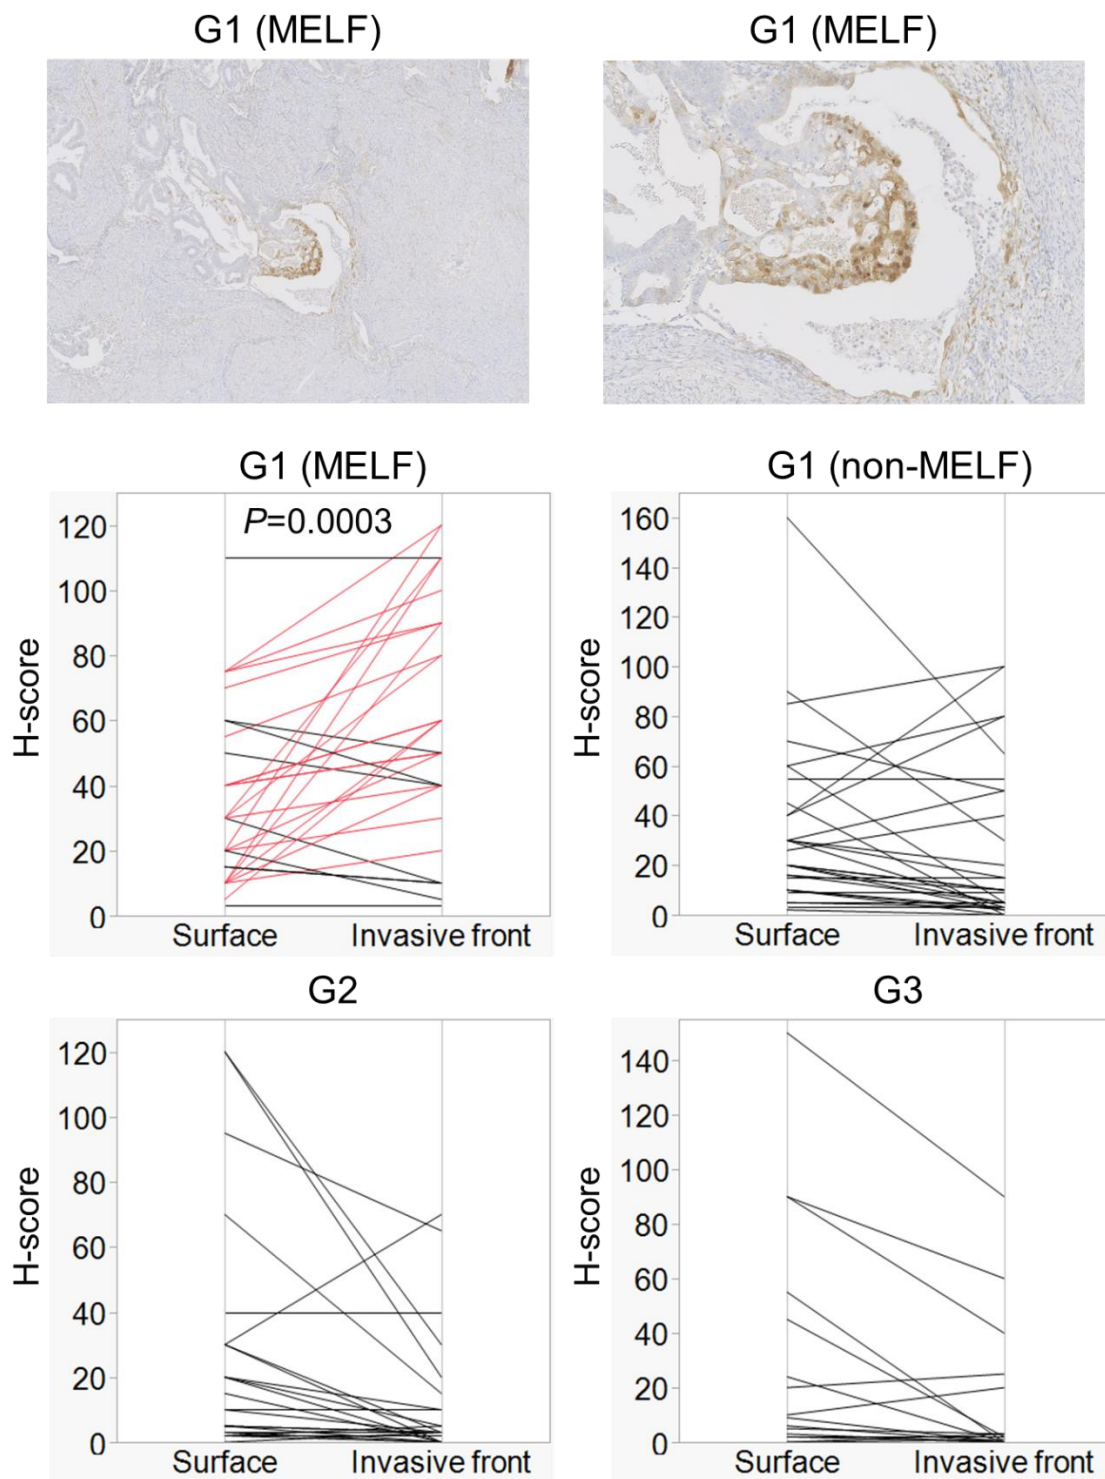 G1 (MELF)
G1 (MELF)
G1 (MELF)
P=0.0003
H-score
120
100
80
60
40
20
0
Surface
Invasive front
G1 (non-MELF)
H-score
160
140
120
100
80
60
40
20
0
Surface
Invasive front
G2
H-score
120
100
80
60
40
20
0
Surface
Invasive front
G3
H-score
140
120
100
80
60
40
20
0
Surface
Invasive front